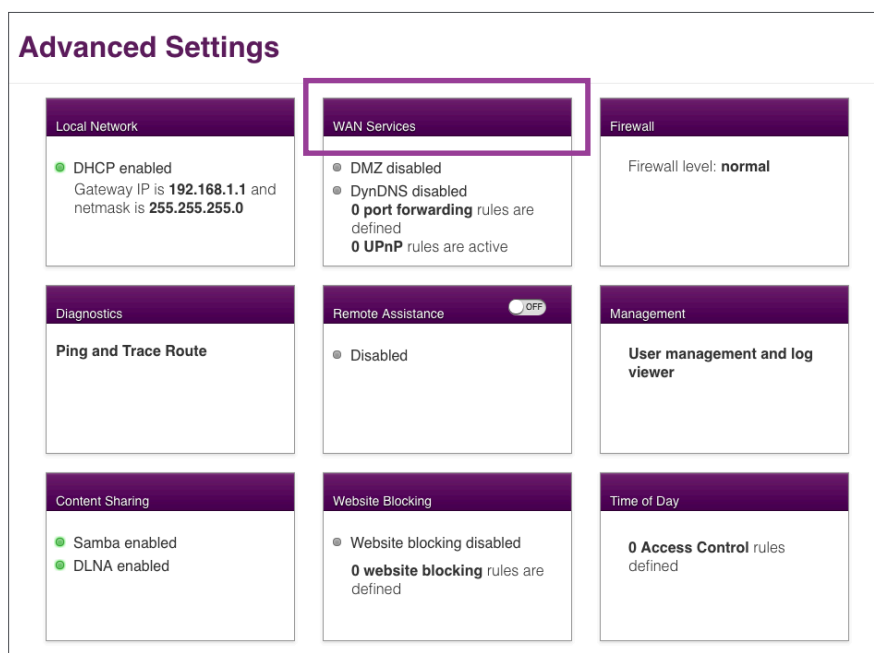 Advanced Settings
Local Network
DHCP enabled
Gateway IP is 192.168.1.1 and
netmask is 255.255.255.0
WAN Services
DMZ disabled
DynDNS disabled
0 port forwarding rules are
defined
0 UPnP rules are active
Firewall
Firewall level: normal
Diagnostics
Ping and Trace Route
Remote Assistance
OFF
Disabled
Management
User management and log
viewer
Content Sharing
Samba enabled
DLNA enabled
Website Blocking
Website blocking disabled
0 website blocking rules are
defined
Time of Day
0 Access Control rules
defined